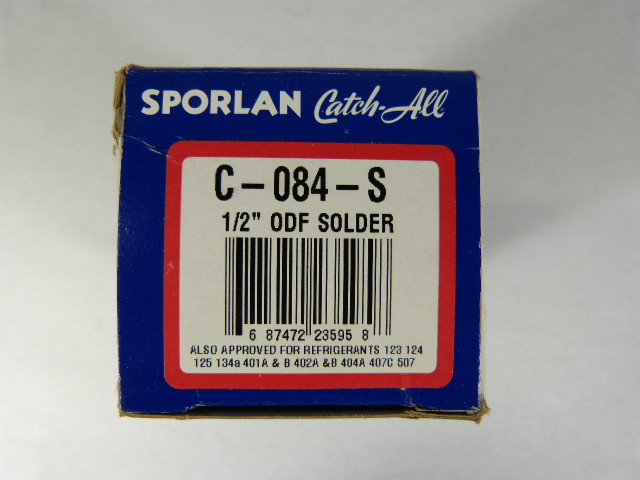 SPORLAN Catch-All
C-084-S
1/2" ODF SOLDER
6 87472 23595 8
ALSO APPROVED FOR REFRIGERANTS 123 124
125 134a 401A & B 402A &B 404A 407C 507